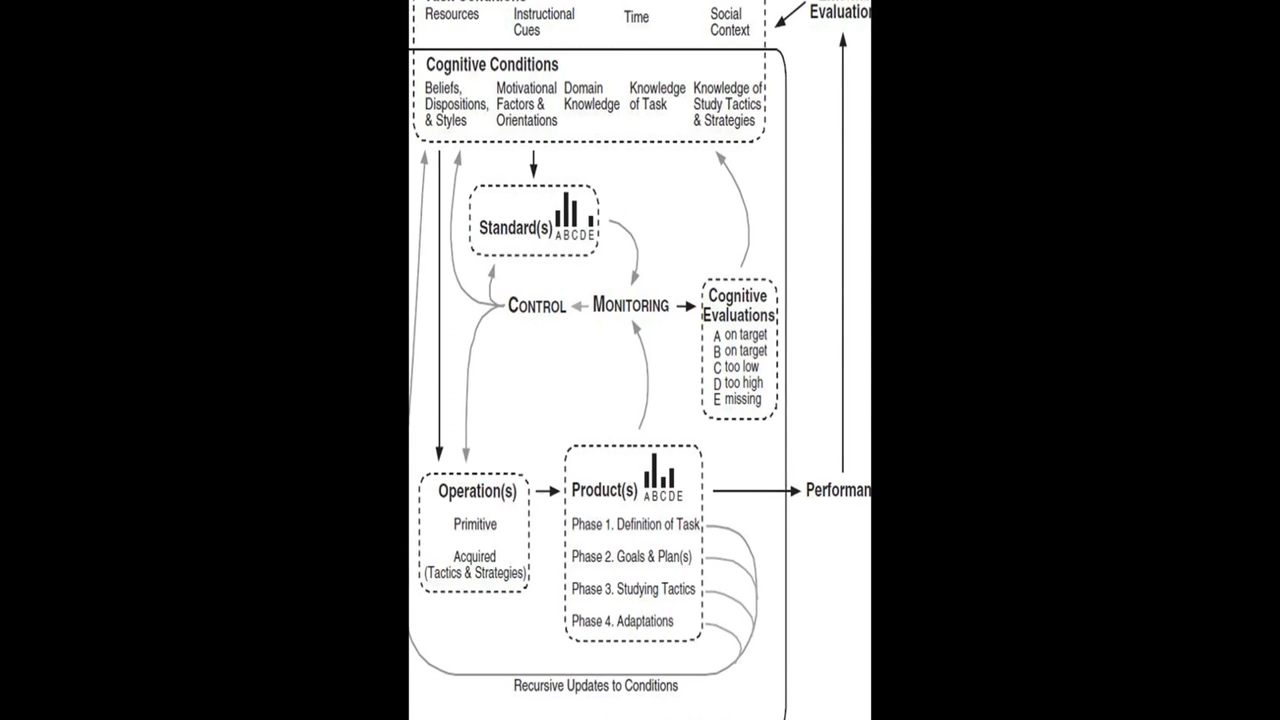 Resources
Instructional
Cues
Time
Social
Context
Evaluation
Cognitive Conditions
Beliefs,
Dispositions,
& Styles
Motivational
Factors &
Orientations
Domain
Knowledge
Knowledge
of Task
Knowledge of
Study Tactics
& Strategies
Standard(s)
A B C D E
CONTROL
MONITORING
Cognitive
Evaluations
A on target
B on target
C too low
D too high
E missing
Operation(s)
Primitive
Acquired
(Tactics & Strategies)
Product(s)
A B C D E
Phase 1. Definition of Task
Phase 2. Goals & Plan(s)
Phase 3. Studying Tactics
Phase 4. Adaptations
Performan
Recursive Updates to Conditions